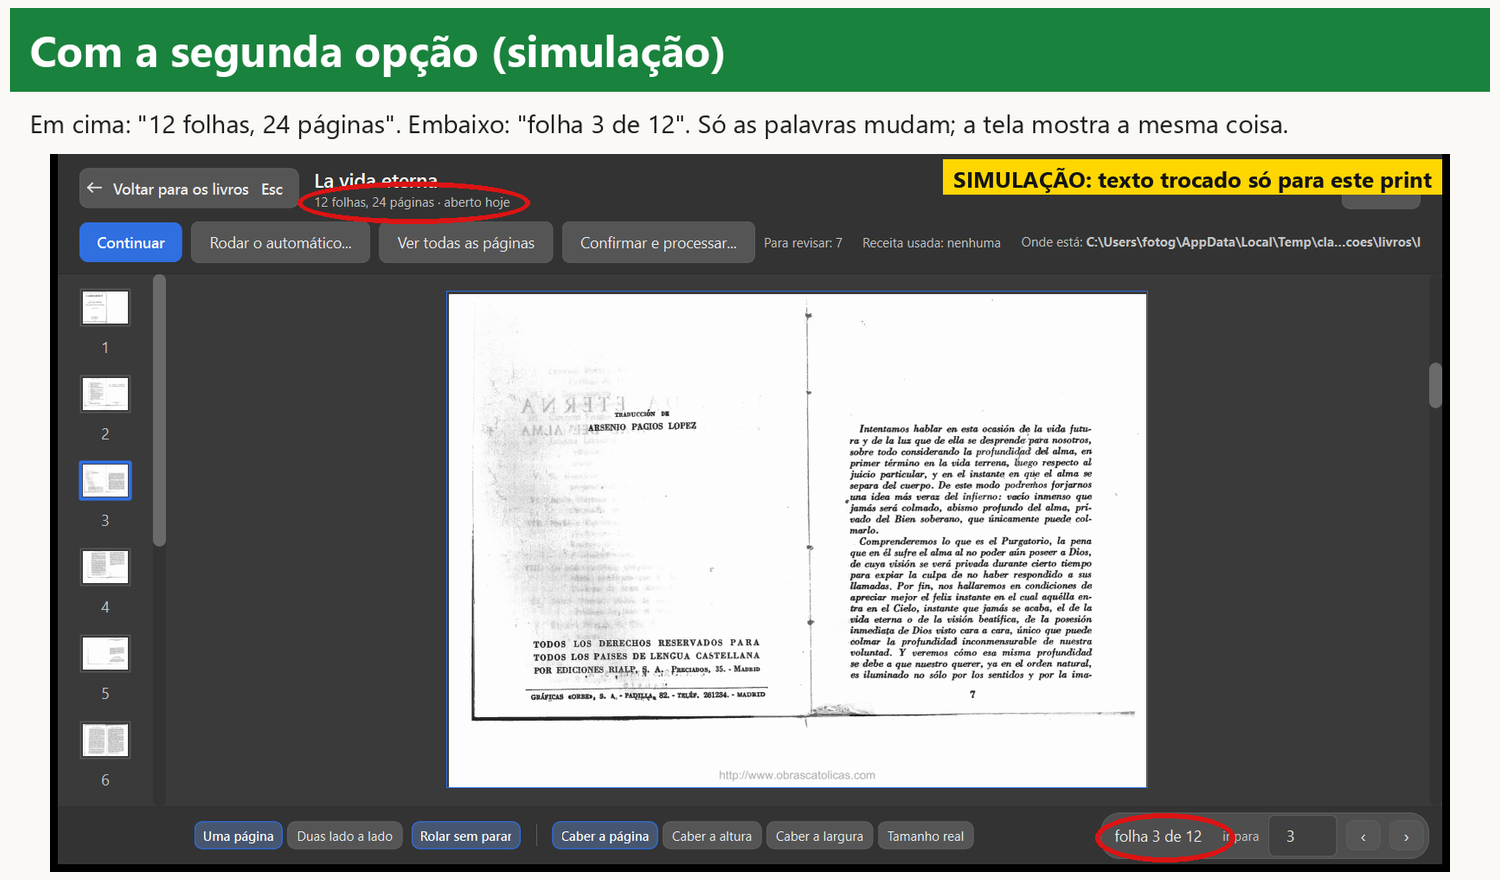 Com a segunda opção (simulação)
Em cima: "12 folhas, 24 páginas". Embaixo: "folha 3 de 12". Só as palavras mudam; a tela mostra a mesma coisa.
← Voltar para os livros Esc
La vida eterna
12 folhas, 24 páginas · aberto hoje
SIMULAÇÃO: texto trocado só para este print
Continuar
Rodar o automático...
Ver todas as páginas
Confirmar e processar...
Para revisar: 7
Receita usada: nenhuma
Onde está: C:\Users\fotog\AppData\Local\Temp\cla...coes\livros\l
1
2
3
4
5
6
TRADUCCIÓN DE
ARSENIO PACIOS LOPEZ
TODOS LOS DERECHOS RESERVADOS PARA
TODOS LOS PAISES DE LENGUA CASTELLANA
POR EDICIONES RIALP, S. A. PRECIADOS, 35. - MADRID
GRÁFICAS «ORBE», S. A. - PADILLA, 82. - TELÉF. 261234. - MADRID
Intentamos hablar en esta ocasión de la vida futu-
ra y de la luz que de ella se desprende para nosotros,
sobre todo considerando la profundidad del alma, en
primer término en la vida terrena, luego respecto al
juicio particular, y en el instante en que el alma se
separa del cuerpo. De este modo podremos forjarnos
una idea más veraz del infierno: vacío inmenso que
jamás será colmado, abismo profundo del alma, pri-
vado del Bien soberano, que únicamente puede col-
marlo.
Comprenderemos lo que es el Purgatorio, la pena
que en él sufre el alma al no poder aún poseer a Dios,
de cuya visión se verá privada durante cierto tiempo
para expiar la culpa de no haber respondido a sus
llamadas. Por fin, nos hallaremos en condiciones de
apreciar mejor el feliz instante en el cual aquélla en-
tra en el Cielo, instante que jamás se acaba, el de la
vida eterna o de la visión beatífica, de la posesión
inmediata de Dios visto cara a cara, único que puede
colmar la profundidad inconmensurable de nuestra
voluntad. Y veremos cómo esa misma profundidad
se debe a que nuestro querer, ya en el orden natural,
es iluminado no sólo por los sentidos y por la ima-
7
http://www.obrascatolicas.com
Uma página
Duas lado a lado
Rolar sem parar
Caber a página
Caber a altura
Caber a largura
Tamanho real
folha 3 de 12
para
3
‹
›